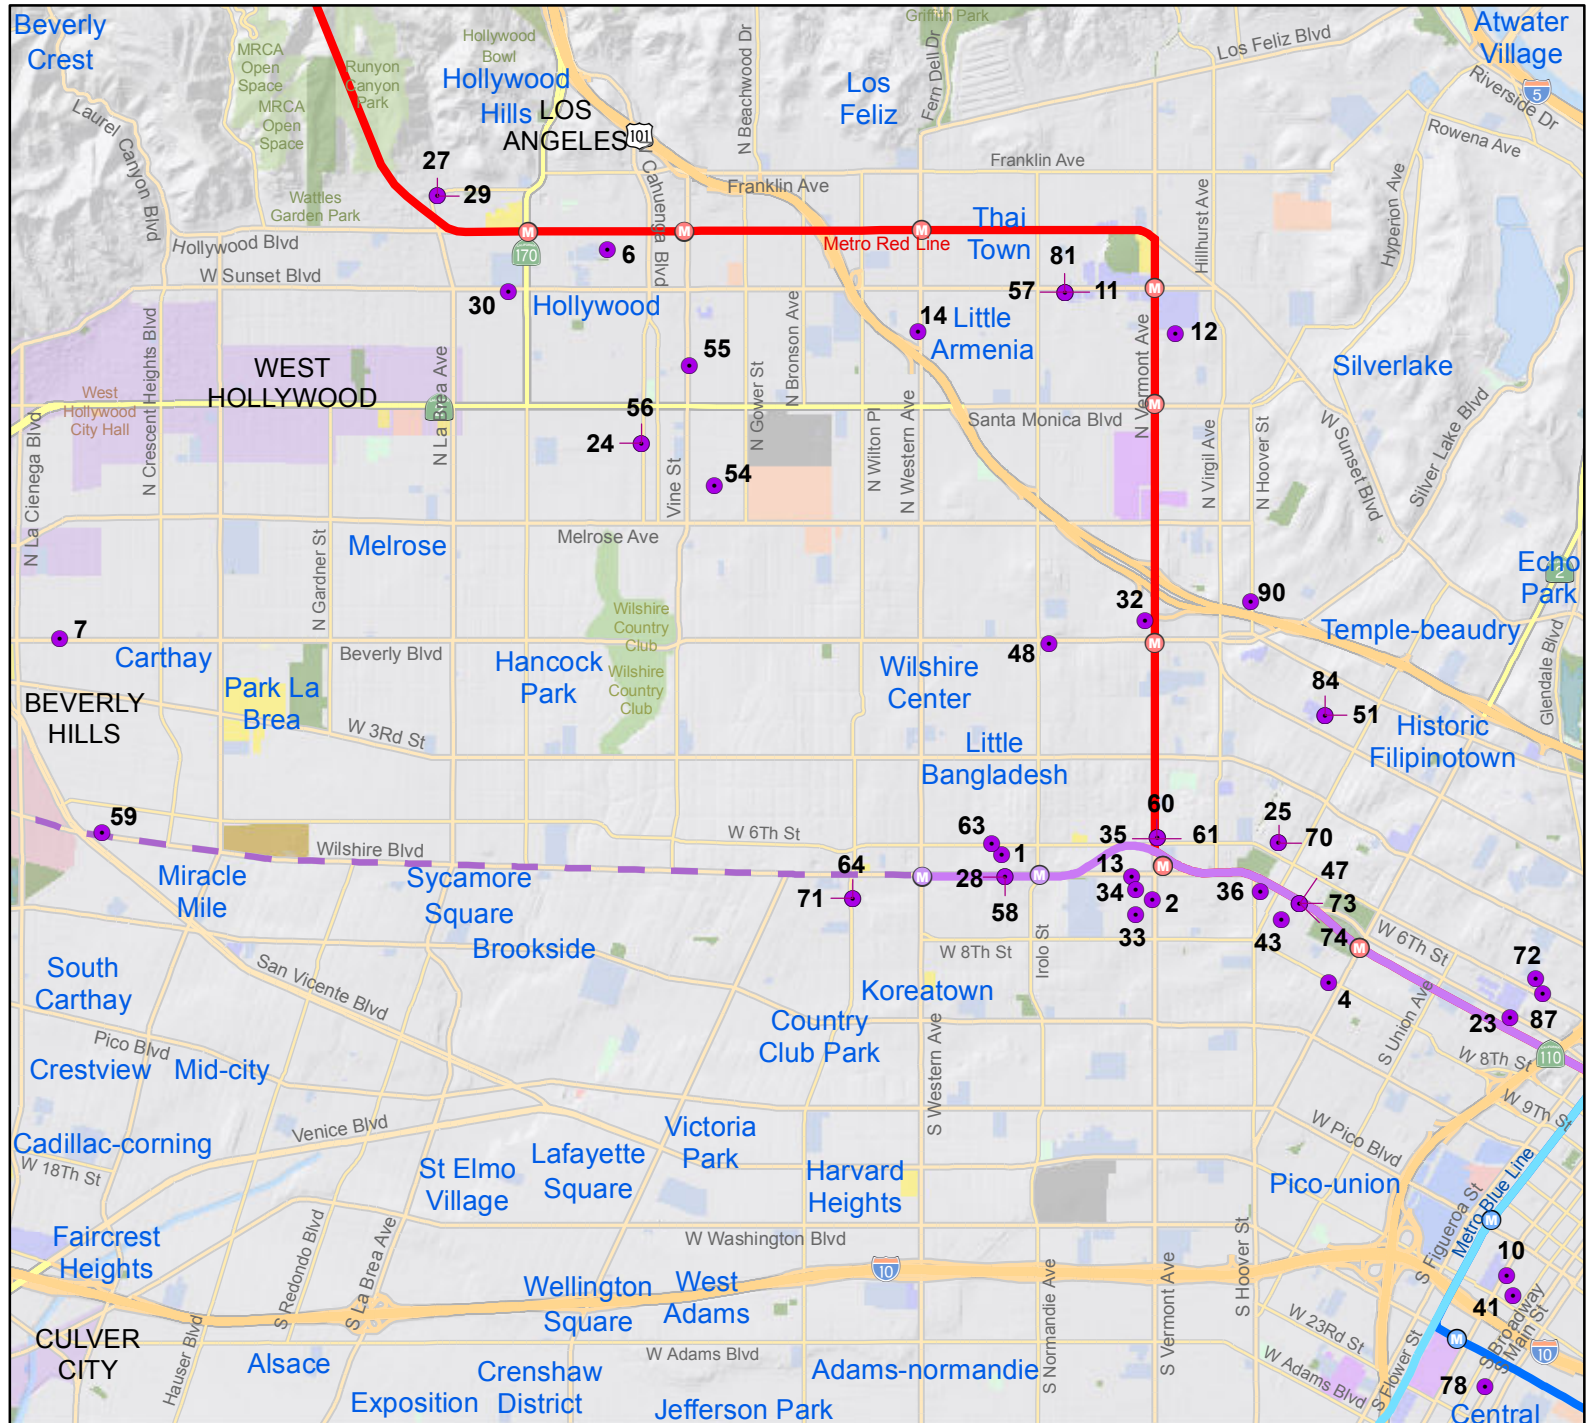 Beverly
Crest
MRCA
Open
Space
MRCA
Open
Space
Runyon
Canyon
Park
Wattles
Garden Park
Hollywood
Bowl
Hollywood
Hills
LOS
ANGELES
101
N Cahuenga Blvd
N Beachwood Dr
Griffith Park
Fern Dell Dr
Los
Feliz
Los Feliz Blvd
Atwater
Village
5
Riverside Dr
Rowena Ave
Franklin Ave
Franklin Ave
Laurel Canyon Blvd
27
29
Hollywood Blvd
W Sunset Blvd
M
M
M
170
6
30
Hollywood
Metro Red Line
Thai
Town
81
57
11
M
12
14
Little
Armenia
Hillhurst Ave
Hyperion Ave
Silverlake
N Crescent Heights Blvd
WEST
HOLLYWOOD
West
Hollywood
City Hall
N La Cienega Blvd
N La Brea Ave
55
56
24
54
Vine St
N Gower St
N Bronson Ave
N Wilton Pl
N Western Ave
Santa Monica Blvd
N Vermont Ave
M
N Virgil Ave
N Hoover St
W Sunset Blvd
Silver Lake Blvd
N Gardner St
Melrose
Melrose Ave
Echo
Park
2
7
Carthay
Beverly Blvd
Hancock
Park
Wilshire
Country
Club
Wilshire
Country
Club
Wilshire
Center
48
32
M
90
Temple-beaudry
Glendale Blvd
84
51
Historic
Filipinotown
BEVERLY
HILLS
Park La
Brea
W 3Rd St
Little
Bangladesh
59
Wilshire Blvd
W 6Th St
63
1
60
35
61
25
70
Miracle
Mile
Sycamore
Square
Brookside
64
71
M
28
58
M
13
34
33
2
M
36
43
47
73
74
M
W 8Th St
Irolo St
W 6Th St
South
Carthay
San Vicente Blvd
Koreatown
Country
Club Park
4
S Union Ave
72
87
23
110
W 8Th St
Pico Blvd
Crestview
Mid-city
S Western Ave
W 9Th St
Cadillac-corning
Venice Blvd
W 18Th St
St Elmo
Village
Lafayette
Square
Victoria
Park
Harvard
Heights
W Pico Blvd
Pico-union
Metro Blue Line
S Figueroa St
M
Faircrest
Heights
W Washington Blvd
10
S Redondo Blvd
S La Brea Ave
Wellington
Square
West
Adams
S Normandie Ave
S Vermont Ave
S Hoover St
10
41
S Broadway
S Main St
CULVER
CITY
Hauser Blvd
Alsace
W Adams Blvd
W 23Rd St
W Adams Blvd
S Flower St
M
10
Exposition
Crenshaw
District
Jefferson Park
Adams-normandie
78
Central